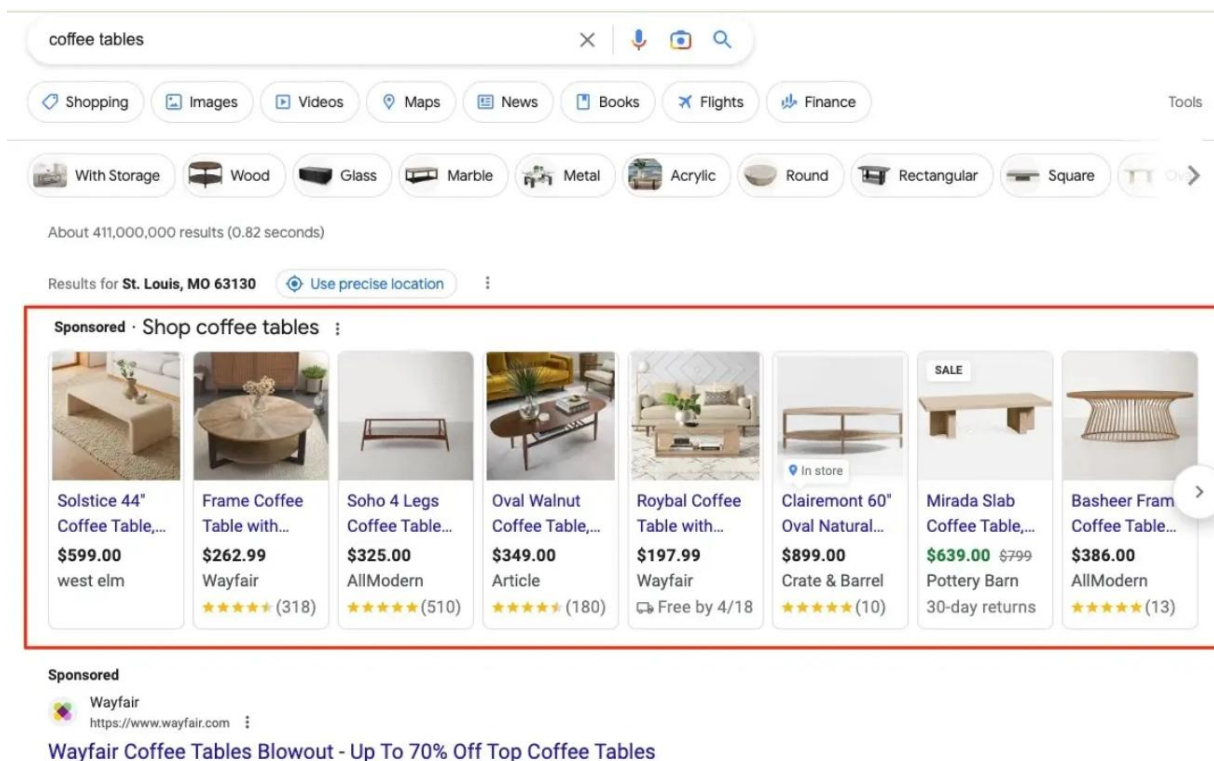 coffee tables
Shopping
Images
Videos
Maps
News
Books
Flights
Finance
Tools
With Storage
Wood
Glass
Marble
Metal
Acrylic
Round
Rectangular
Square
About 411,000,000 results (0.82 seconds)
Results for St. Louis, MO 63130
Use precise location
Sponsored · Shop coffee tables
Solstice 44"
Coffee Table,...
$599.00
west elm
Frame Coffee
Table with...
$262.99
Wayfair
(318)
Soho 4 Legs
Coffee Table...
$325.00
AllModern
(510)
Oval Walnut
Coffee Table,...
$349.00
Article
(180)
Roybal Coffee
Table with...
$197.99
Wayfair
Free by 4/18
In store
Clairemont 60"
Oval Natural...
$899.00
Crate & Barrel
(10)
SALE
Mirada Slab
Coffee Table,...
$639.00 $799
Pottery Barn
30-day returns
Basheer Fram
Coffee Table...
$386.00
AllModern
(13)
Sponsored
Wayfair
https://www.wayfair.com
Wayfair Coffee Tables Blowout - Up To 70% Off Top Coffee Tables